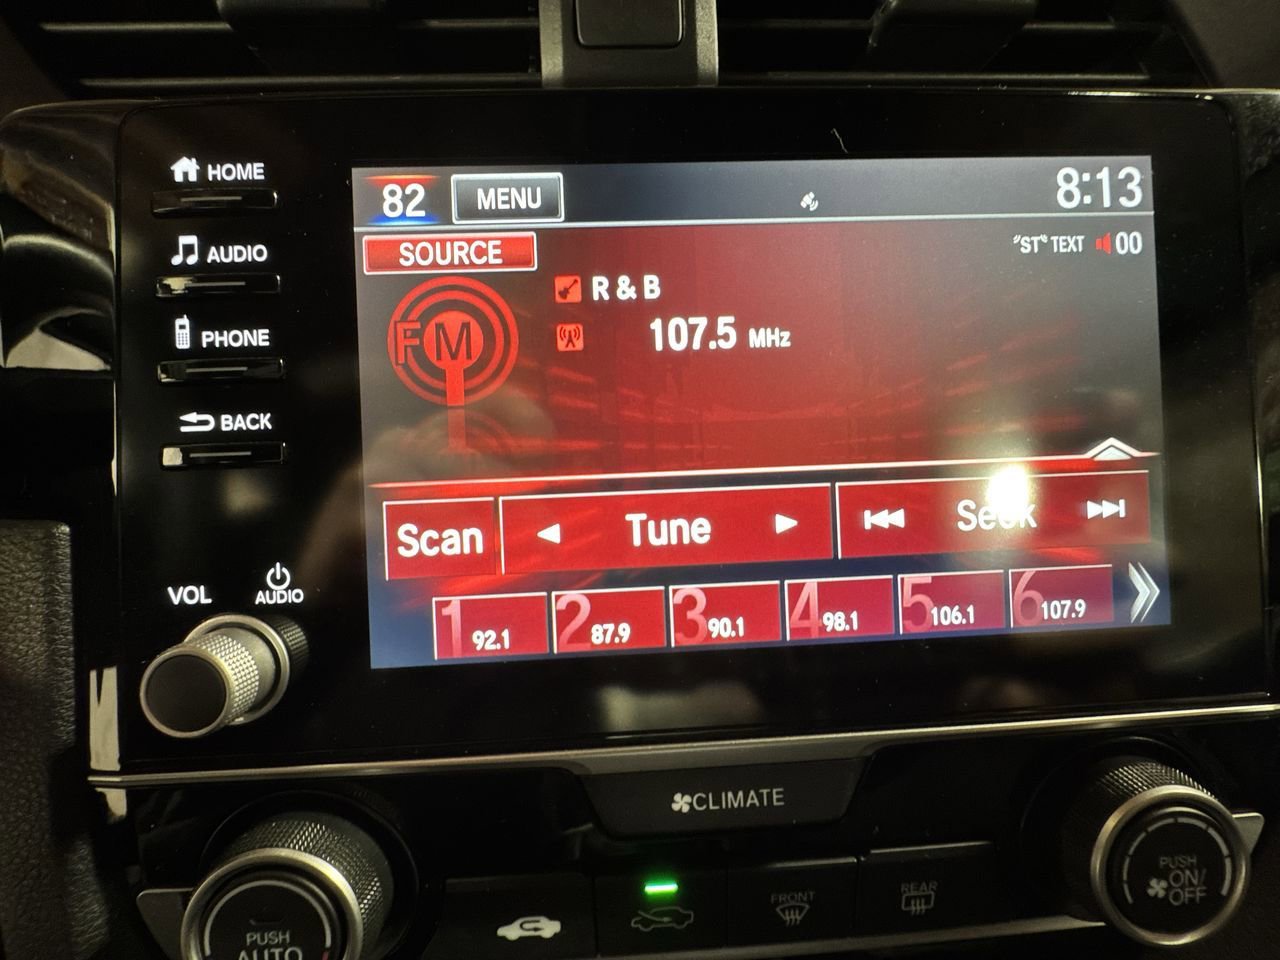 HOME
AUDIO
PHONE
BACK
VOL
AUDIO
82 MENU 8:13
SOURCE
"ST" TEXT 00
FM
R & B
107.5 MHz
Scan Tune Seek
1 92.1
2 87.9
3 90.1
4 98.1
5 106.1
6 107.9
CLIMATE
PUSH
AUTO
FRONT
REAR
PUSH
ON/
OFF